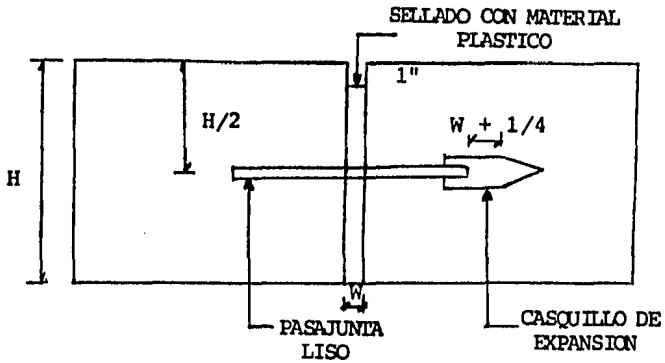 SELLADO CON MATERIAL
PLASTICO
1"
H/2
W + 1/4
H
W
PASAJUNTA
LISO
CASQUILLO DE
EXPANSION